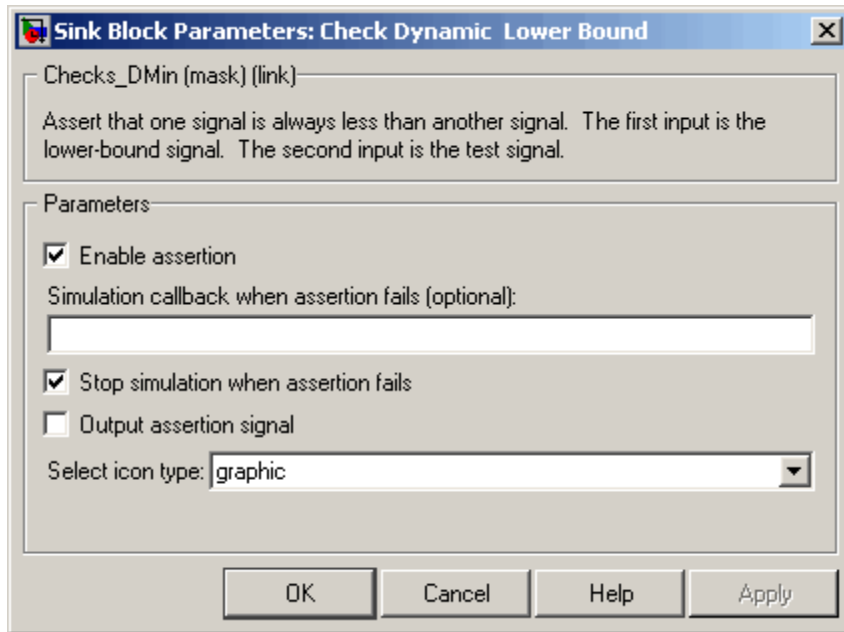 Sink Block Parameters: Check Dynamic  Lower Bound
Checks_DMin (mask) (link)
Assert that one signal is always less than another signal.  The first input is the
lower-bound signal.  The second input is the test signal.
Parameters
Enable assertion
Simulation callback when assertion fails (optional):
Stop simulation when assertion fails
Output assertion signal
Select icon type: graphic
OK Cancel Help Apply